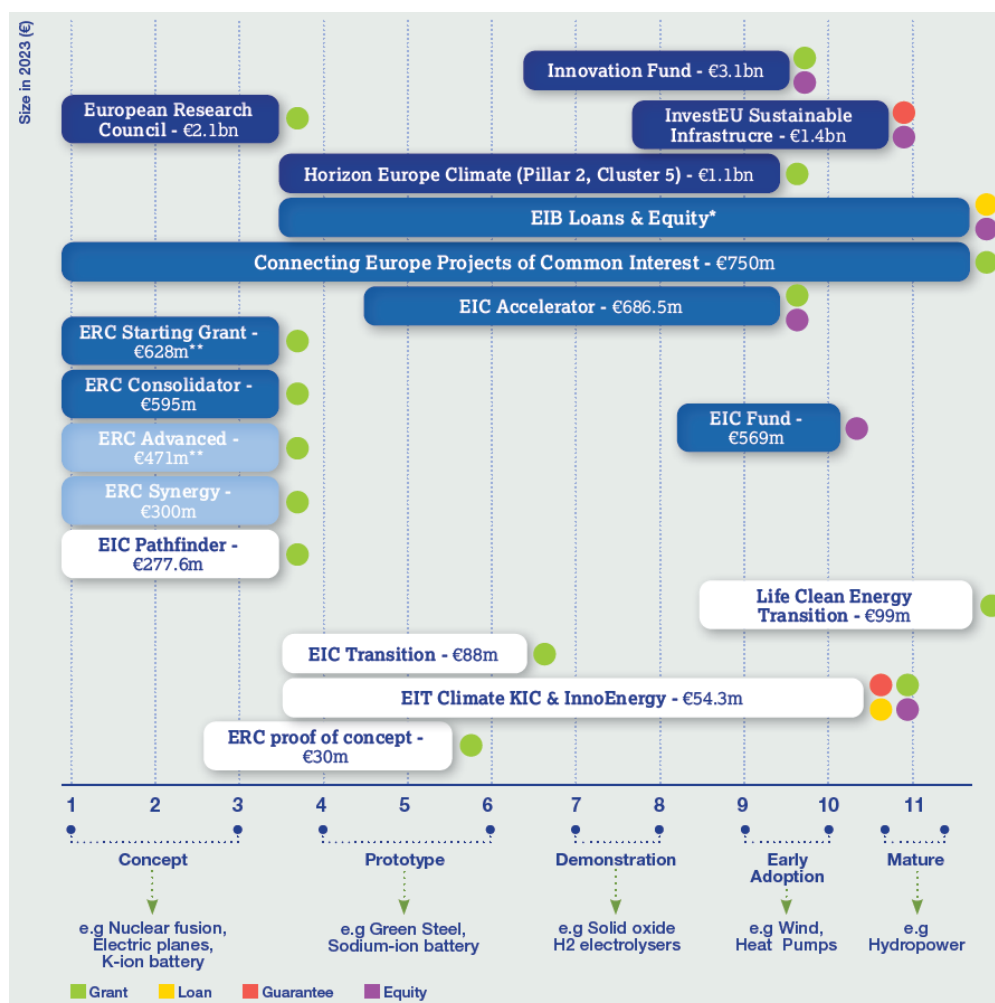 Size in 2023 (€)
Innovation Fund - €3.1bn
European Research
Council - €2.1bn
InvestEU Sustainable
Infrastrucre - €1.4bn
Horizon Europe Climate (Pillar 2, Cluster 5) - €1.1bn
EIB Loans & Equity*
Connecting Europe Projects of Common Interest - €750m
EIC Accelerator - €686.5m
ERC Starting Grant -
€628m**
ERC Consolidator -
€595m
EIC Fund -
€569m
ERC Advanced -
€471m**
ERC Synergy -
€300m
EIC Pathfinder -
€277.6m
Life Clean Energy
Transition - €99m
EIC Transition - €88m
EIT Climate KIC & InnoEnergy - €54.3m
ERC proof of concept -
€30m
1 2 3 4 5 6 7 8 9 10 11
Concept
Prototype
Demonstration
Early
Adoption
Mature
e.g Nuclear fusion,
Electric planes,
K-ion battery
e.g Green Steel,
Sodium-ion battery
e.g Solid oxide
H2 electrolysers
e.g Wind,
Heat Pumps
e.g
Hydropower
Grant Loan Guarantee Equity